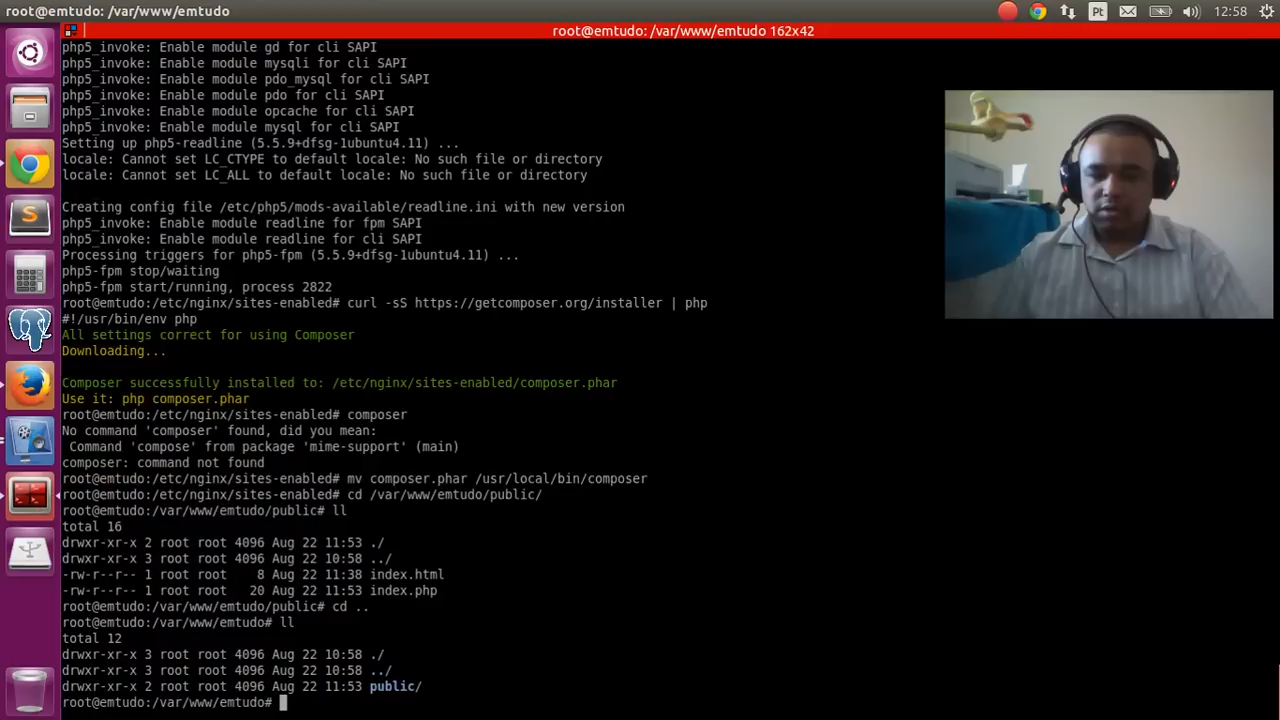 root@emtudo: /var/www/emtudo
Pt
12:58
root@emtudo: /var/www/emtudo 162x42
php5_invoke: Enable module gd for cli SAPI
php5_invoke: Enable module mysqli for cli SAPI
php5_invoke: Enable module pdo_mysql for cli SAPI
php5_invoke: Enable module pdo for cli SAPI
php5_invoke: Enable module opcache for cli SAPI
php5_invoke: Enable module mysql for cli SAPI
Setting up php5-readline (5.5.9+dfsg-1ubuntu4.11) ...
locale: Cannot set LC_CTYPE to default locale: No such file or directory
locale: Cannot set LC_ALL to default locale: No such file or directory
Creating config file /etc/php5/mods-available/readline.ini with new version
php5_invoke: Enable module readline for fpm SAPI
php5_invoke: Enable module readline for cli SAPI
Processing triggers for php5-fpm (5.5.9+dfsg-1ubuntu4.11) ...
php5-fpm stop/waiting
php5-fpm start/running, process 2822
root@emtudo:/etc/nginx/sites-enabled# curl -sS https://getcomposer.org/installer | php
#!/usr/bin/env php
All settings correct for using Composer
Downloading...
Composer successfully installed to: /etc/nginx/sites-enabled/composer.phar
Use it: php composer.phar
root@emtudo:/etc/nginx/sites-enabled# composer
No command 'composer' found, did you mean:
Command 'compose' from package 'mime-support' (main)
composer: command not found
root@emtudo:/etc/nginx/sites-enabled# mv composer.phar /usr/local/bin/composer
root@emtudo:/etc/nginx/sites-enabled# cd /var/www/emtudo/public/
root@emtudo:/var/www/emtudo/public# ll
total 16
drwxr-xr-x 2 root root 4096 Aug 22 11:53 ./
drwxr-xr-x 3 root root 4096 Aug 22 10:58 ../
-rw-r--r-- 1 root root    8 Aug 22 11:38 index.html
-rw-r--r-- 1 root root   20 Aug 22 11:53 index.php
root@emtudo:/var/www/emtudo/public# cd ..
root@emtudo:/var/www/emtudo# ll
total 12
drwxr-xr-x 3 root root 4096 Aug 22 10:58 ./
drwxr-xr-x 3 root root 4096 Aug 22 10:58 ../
drwxr-xr-x 2 root root 4096 Aug 22 11:53 public/
root@emtudo:/var/www/emtudo#